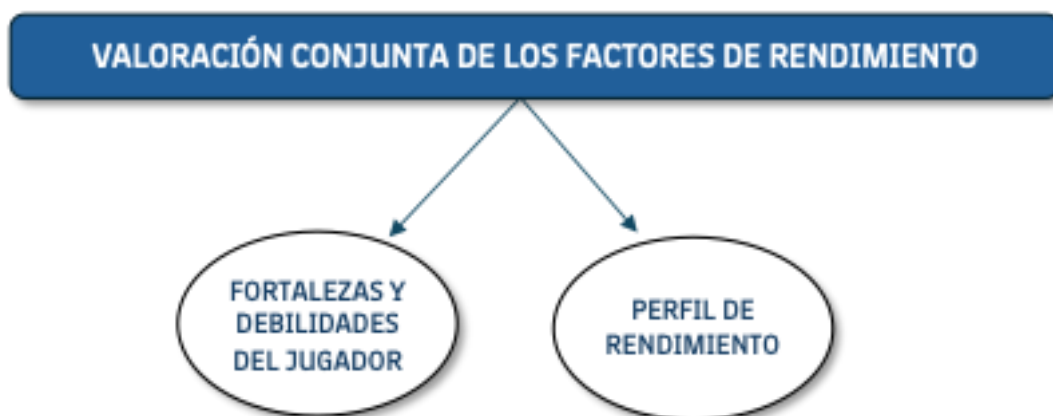 VALORACIÓN CONJUNTA DE LOS FACTORES DE RENDIMIENTO
FORTALEZAS Y
DEBILIDADES
DEL JUGADOR
PERFIL DE
RENDIMIENTO